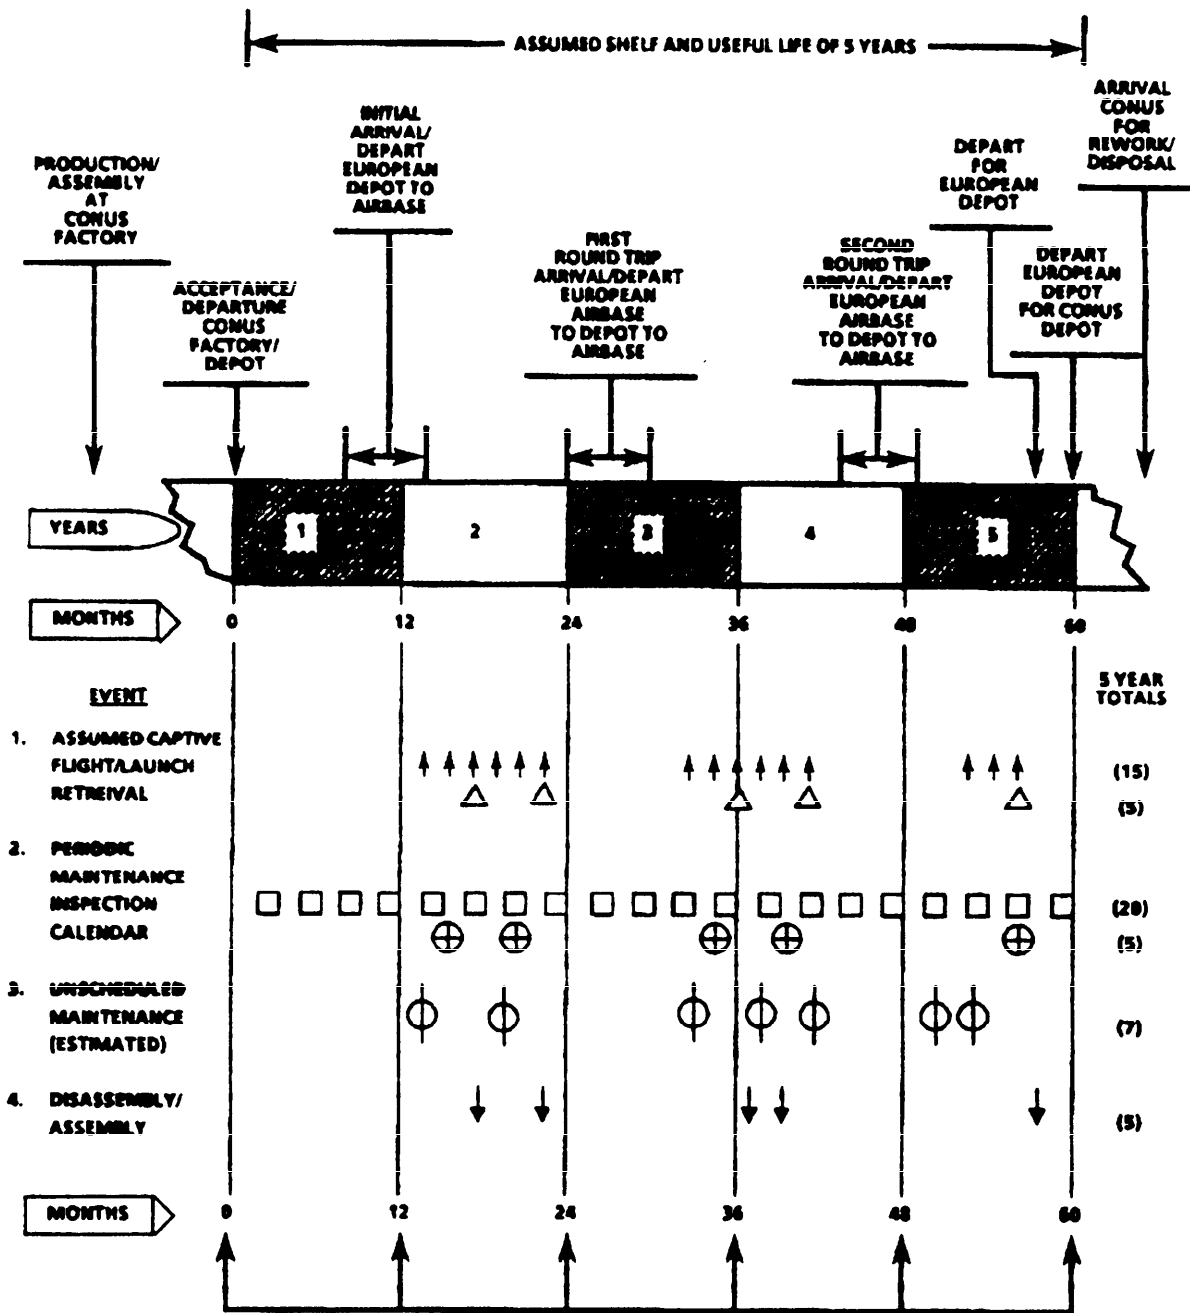 ASSUMED SHELF AND USEFUL LIFE OF 5 YEARS
PRODUCTION/
ASSEMBLY
AT
CONUS
FACTORY
ACCEPTANCE/
DEPARTURE
CONUS
FACTORY/
DEPOT
INITIAL
ARRIVAL/
DEPART
EUROPEAN
DEPOT TO
AIRBASE
FIRST
ROUND TRIP
ARRIVAL/DEPART
EUROPEAN
AIRBASE
TO DEPOT TO
AIRBASE
SECOND
ROUND TRIP
ARRIVAL/DEPART
EUROPEAN
AIRBASE
TO DEPOT TO
AIRBASE
DEPART
FOR
EUROPEAN
DEPOT
DEPART
EUROPEAN
DEPOT
FOR CONUS
DEPOT
ARRIVAL
CONUS
FOR
REWORK/
DISPOSAL
YEARS 1 2 3 4 5
MONTHS 0 12 24 36 48 60
EVENT
5 YEAR
TOTALS
1. ASSUMED CAPTIVE
FLIGHT/LAUNCH
RETREIVAL
(15)
(5)
2. PERIODIC
MAINTENANCE
INSPECTION
CALENDAR
(20)
(5)
3. UNSCHEDULED
MAINTENANCE
(ESTIMATED)
(7)
4. DISASSEMBLY/
ASSEMBLY
(5)
MONTHS 0 12 24 36 48 60